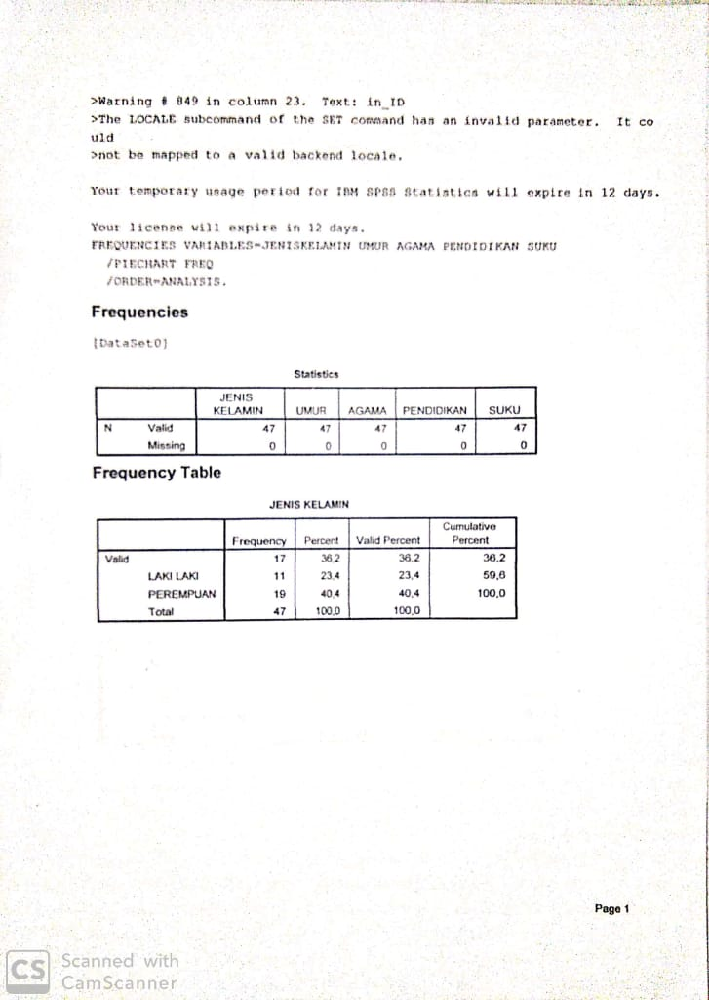 >Warning # 849 in column 23. Text: in_ID
>The LOCALE subcommand of the SET command has an invalid parameter. It co
uld
>not be mapped to a valid backend locale.
Your temporary usage period for IBM SPSS Statistics will expire in 12 days.
Your license will expire in 12 days.
FREQUENCIES VARIABLES=JENISKELAMIN UMUR AGAMA PENDIDIKAN SUKU
/PIECHART FREQ
/ORDER=ANALYSIS.
Frequencies
[DataSet0]
Statistics
JENIS
KELAMIN UMUR AGAMA PENDIDIKAN SUKU
N Valid 47 47 47 47 47
Missing 0 0 0 0 0
Frequency Table
JENIS KELAMIN
Cumulative
Frequency Percent Valid Percent Percent
Valid 17 36,2 36,2 36,2
LAKI LAKI 11 23,4 23,4 59,6
PEREMPUAN 19 40,4 40,4 100,0
Total 47 100,0 100,0
Page 1
CS Scanned with
CamScanner